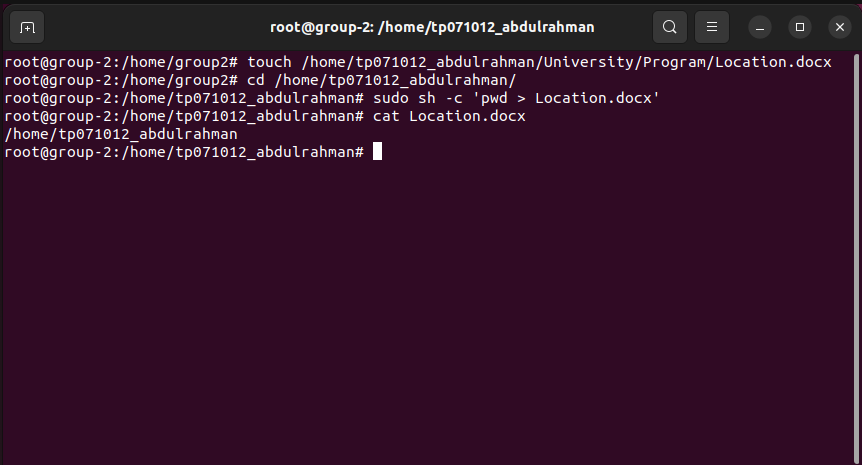 root@group-2: /home/tp071012_abdulrahman
root@group-2:/home/group2# touch /home/tp071012_abdulrahman/University/Program/Location.docx
root@group-2:/home/group2# cd /home/tp071012_abdulrahman/
root@group-2:/home/tp071012_abdulrahman# sudo sh -c 'pwd > Location.docx'
root@group-2:/home/tp071012_abdulrahman# cat Location.docx
/home/tp071012_abdulrahman
root@group-2:/home/tp071012_abdulrahman#